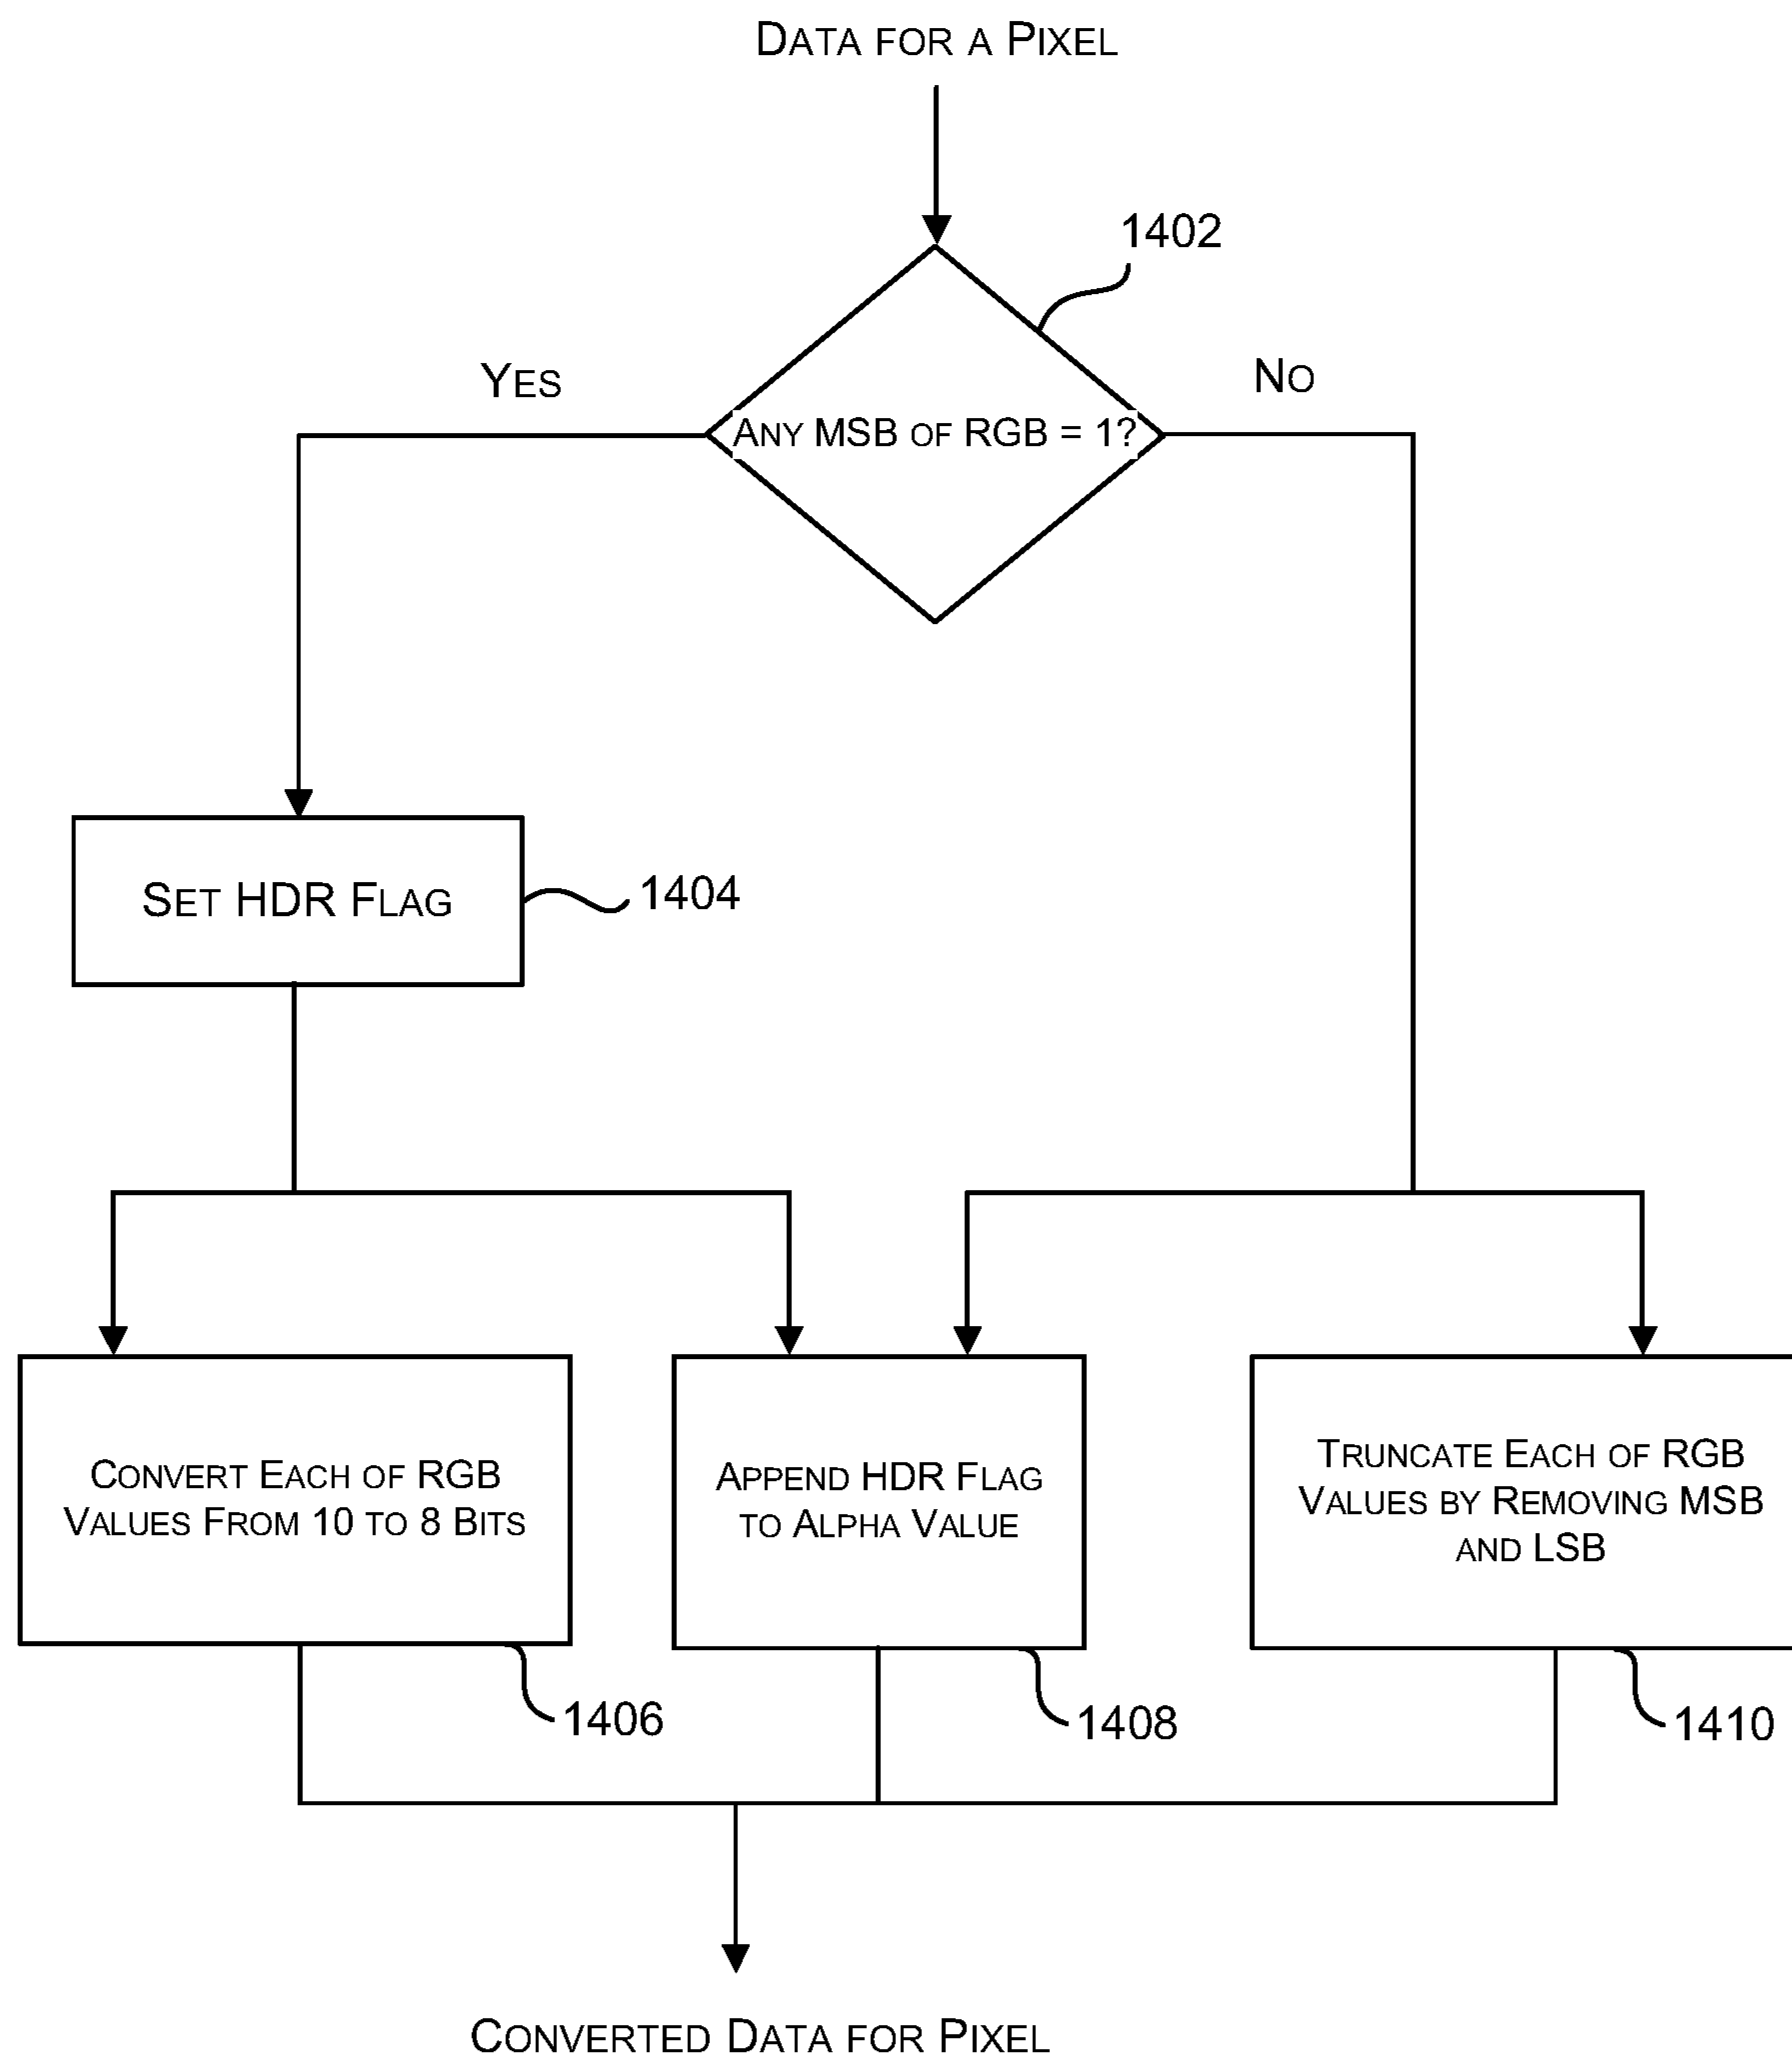 DATA FOR A PIXEL
1402
YES
NO
ANY MSB OF RGB = 1?
SET HDR FLAG
1404
CONVERT EACH OF RGB
VALUES FROM 10 TO 8 BITS
APPEND HDR FLAG
TO ALPHA VALUE
TRUNCATE EACH OF RGB
VALUES BY REMOVING MSB
AND LSB
1406
1408
1410
CONVERTED DATA FOR PIXEL